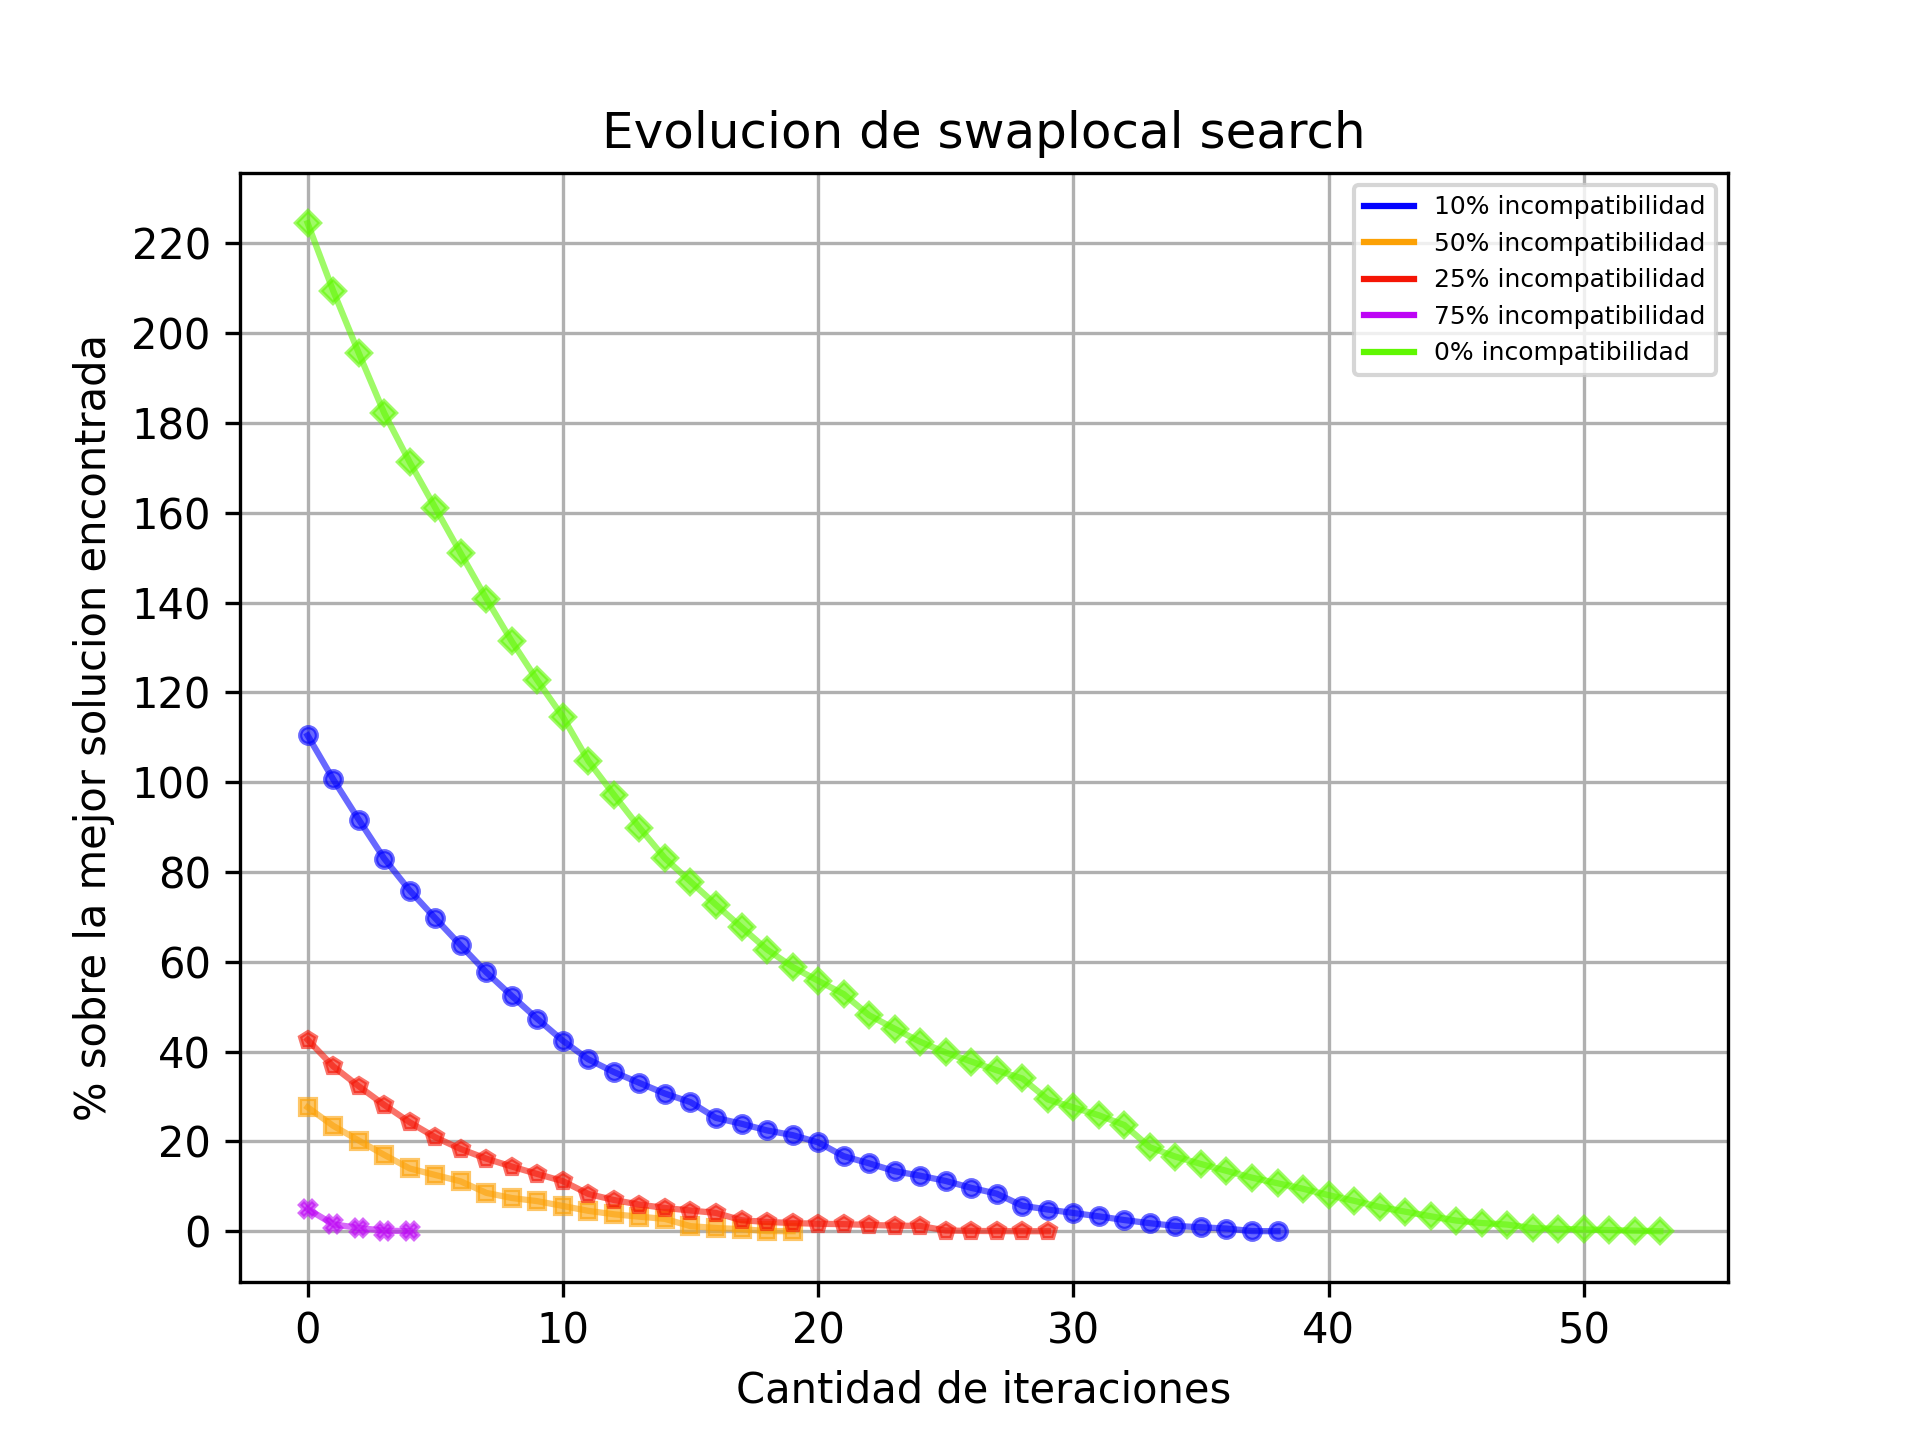 Evolucion de swaplocal search
10% incompatibilidad
50% incompatibilidad
25% incompatibilidad
75% incompatibilidad
0% incompatibilidad
% sobre la mejor solucion encontrada
220
200
180
160
140
120
100
80
60
40
20
0
0 10 20 30 40 50
Cantidad de iteraciones